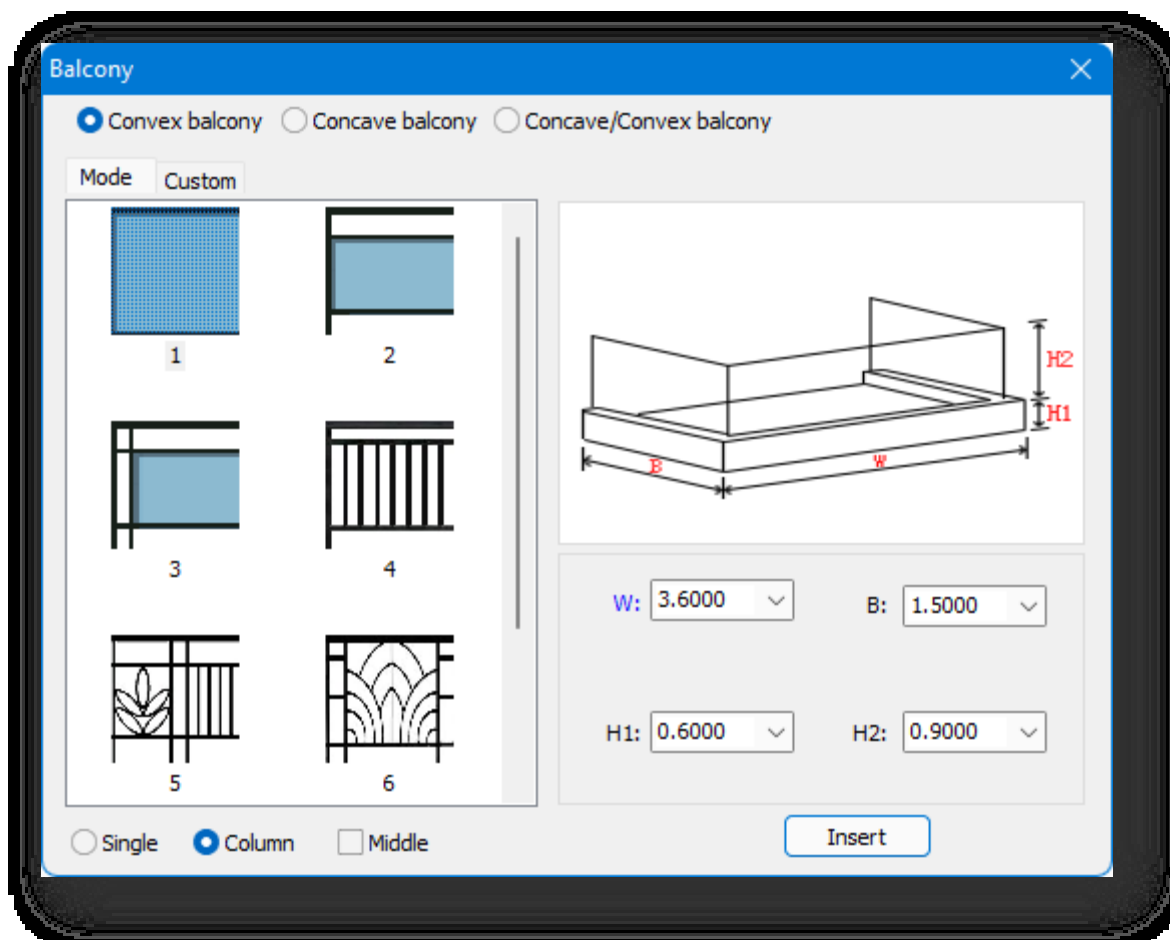 Balcony
Convex balcony Concave balcony Concave/Convex balcony
Mode Custom
1 2
3 4
5 6
H2
H1
B W
W: 3.6000 B: 1.5000
H1: 0.6000 H2: 0.9000
Single Column Middle
Insert